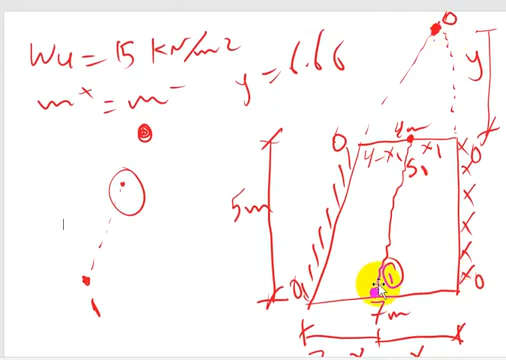 Wu = 15 KN/m2
m+ = m-
y = 6.66
0
y
4m
0
4-x1
x1
0
S1
5m
1
0
0
7m
1